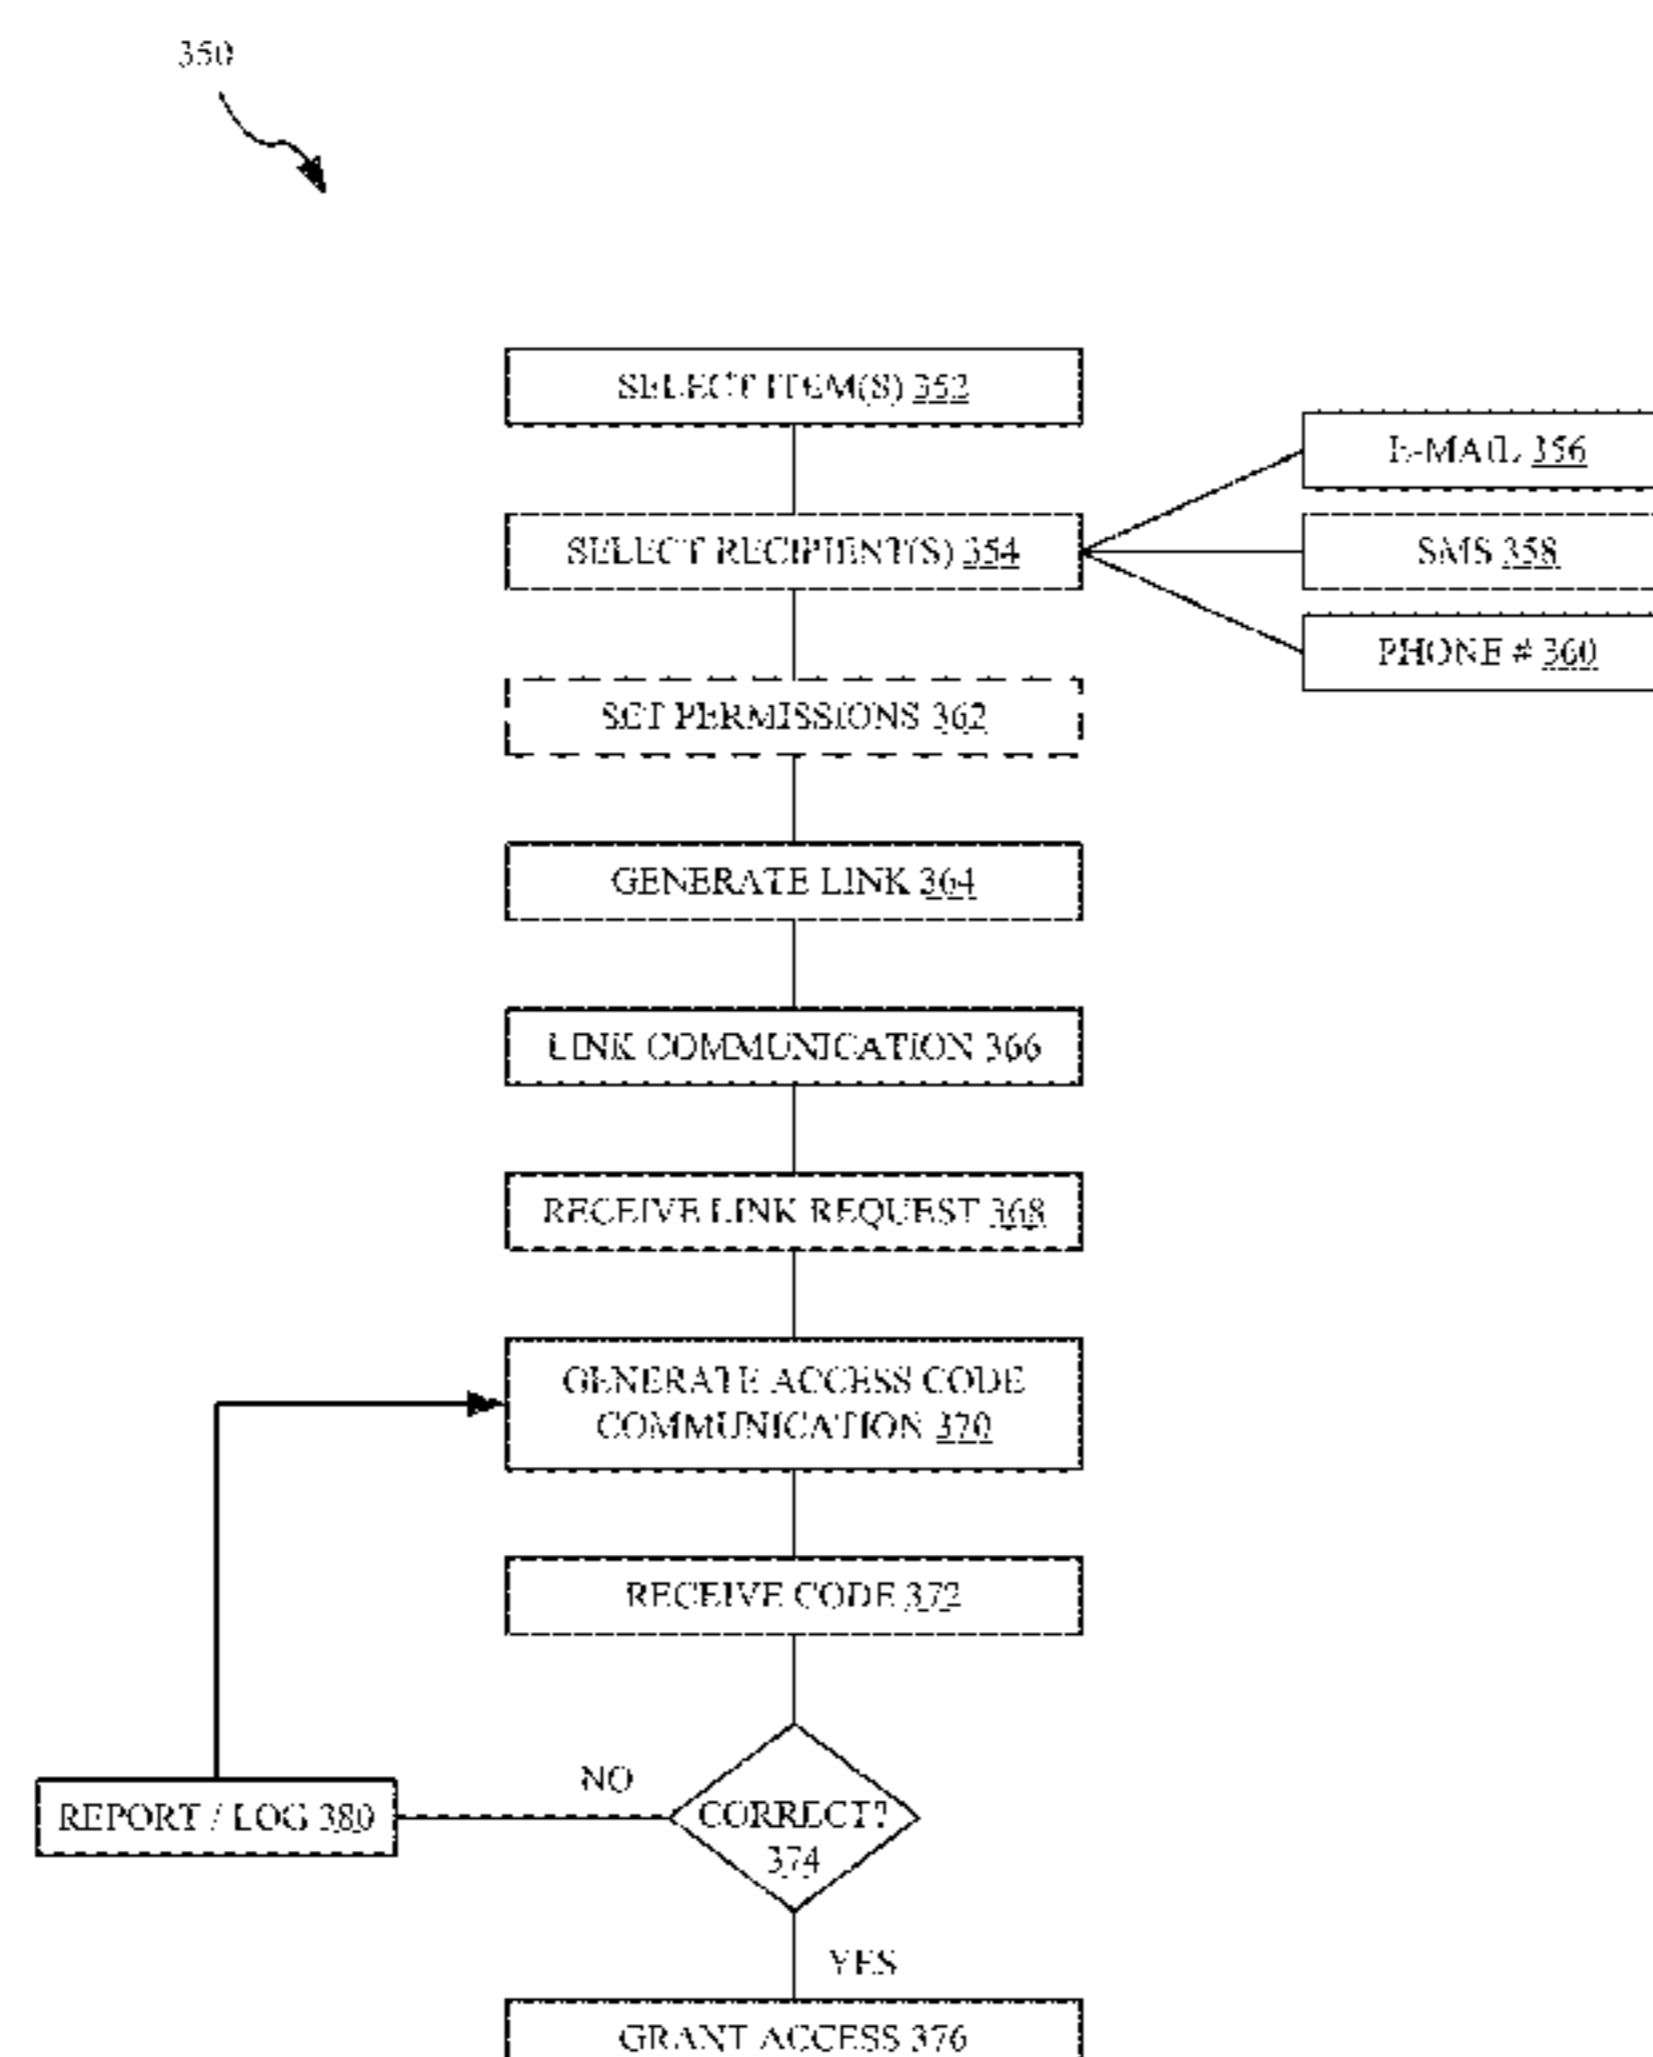 350
SELECT ITEM(S) 352
E-MAIL 356
SELECT RECIPIENT(S) 354
SMS 358
PHONE # 360
SET PERMISSIONS 362
GENERATE LINK 364
LINK COMMUNICATION 366
RECEIVE LINK REQUEST 368
GENERATE ACCESS CODE
COMMUNICATION 370
RECEIVE CODE 372
NO
REPORT / LOG 380
CORRECT?
374
YES
GRANT ACCESS 376